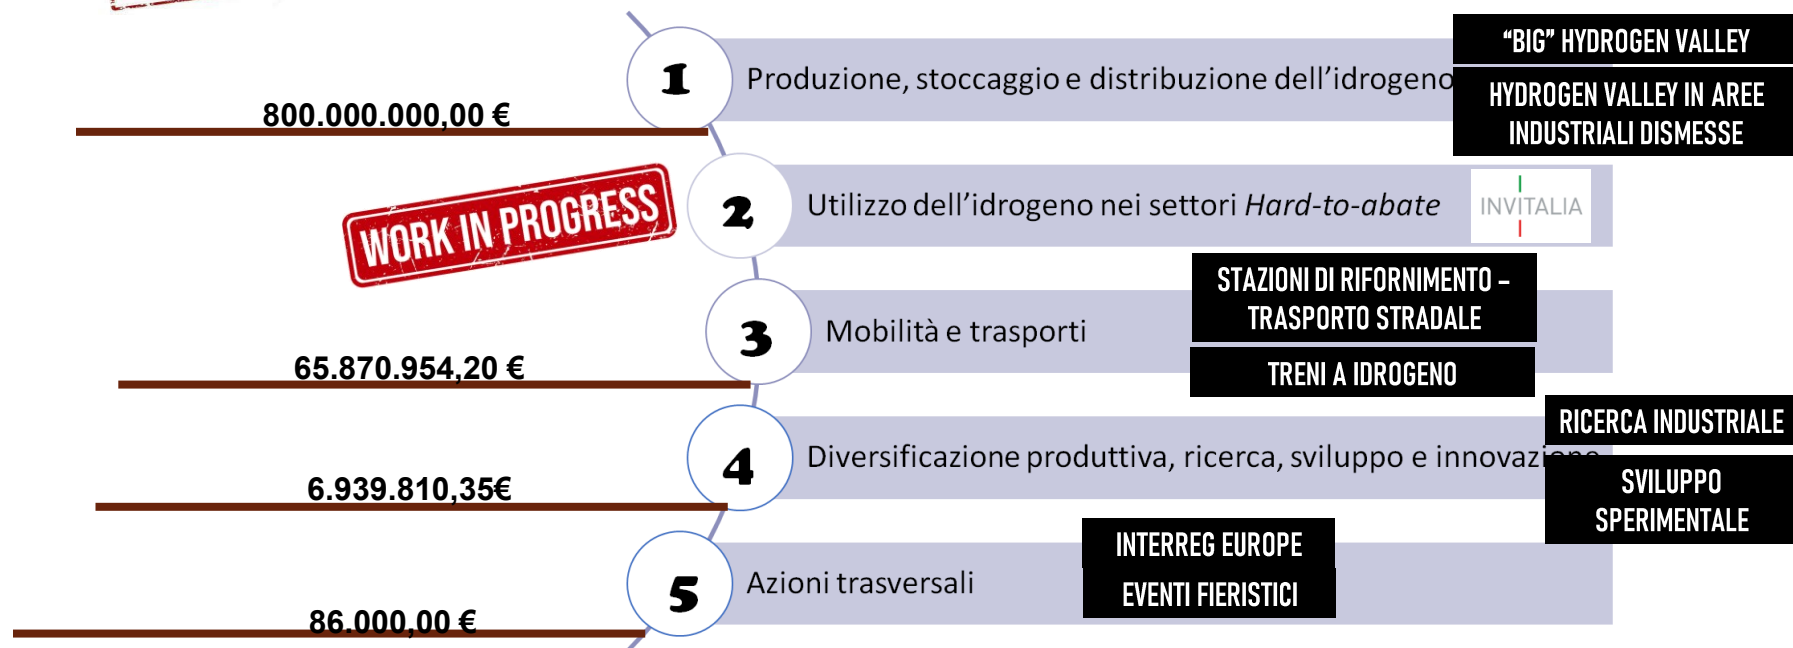 1
Produzione, stoccaggio e distribuzione dell’idrogeno
“BIG” HYDROGEN VALLEY
HYDROGEN VALLEY IN AREE
INDUSTRIALI DISMESSE
800.000.000,00 €
WORK IN PROGRESS
2
Utilizzo dell’idrogeno nei settori Hard-to-abate
INVITALIA
3
Mobilità e trasporti
STAZIONI DI RIFORNIMENTO –
TRASPORTO STRADALE
TRENI A IDROGENO
65.870.954,20 €
4
Diversificazione produttiva, ricerca, sviluppo e innovazione
RICERCA INDUSTRIALE
SVILUPPO
SPERIMENTALE
6.939.810,35€
5
Azioni trasversali
INTERREG EUROPE
EVENTI FIERISTICI
86.000,00 €